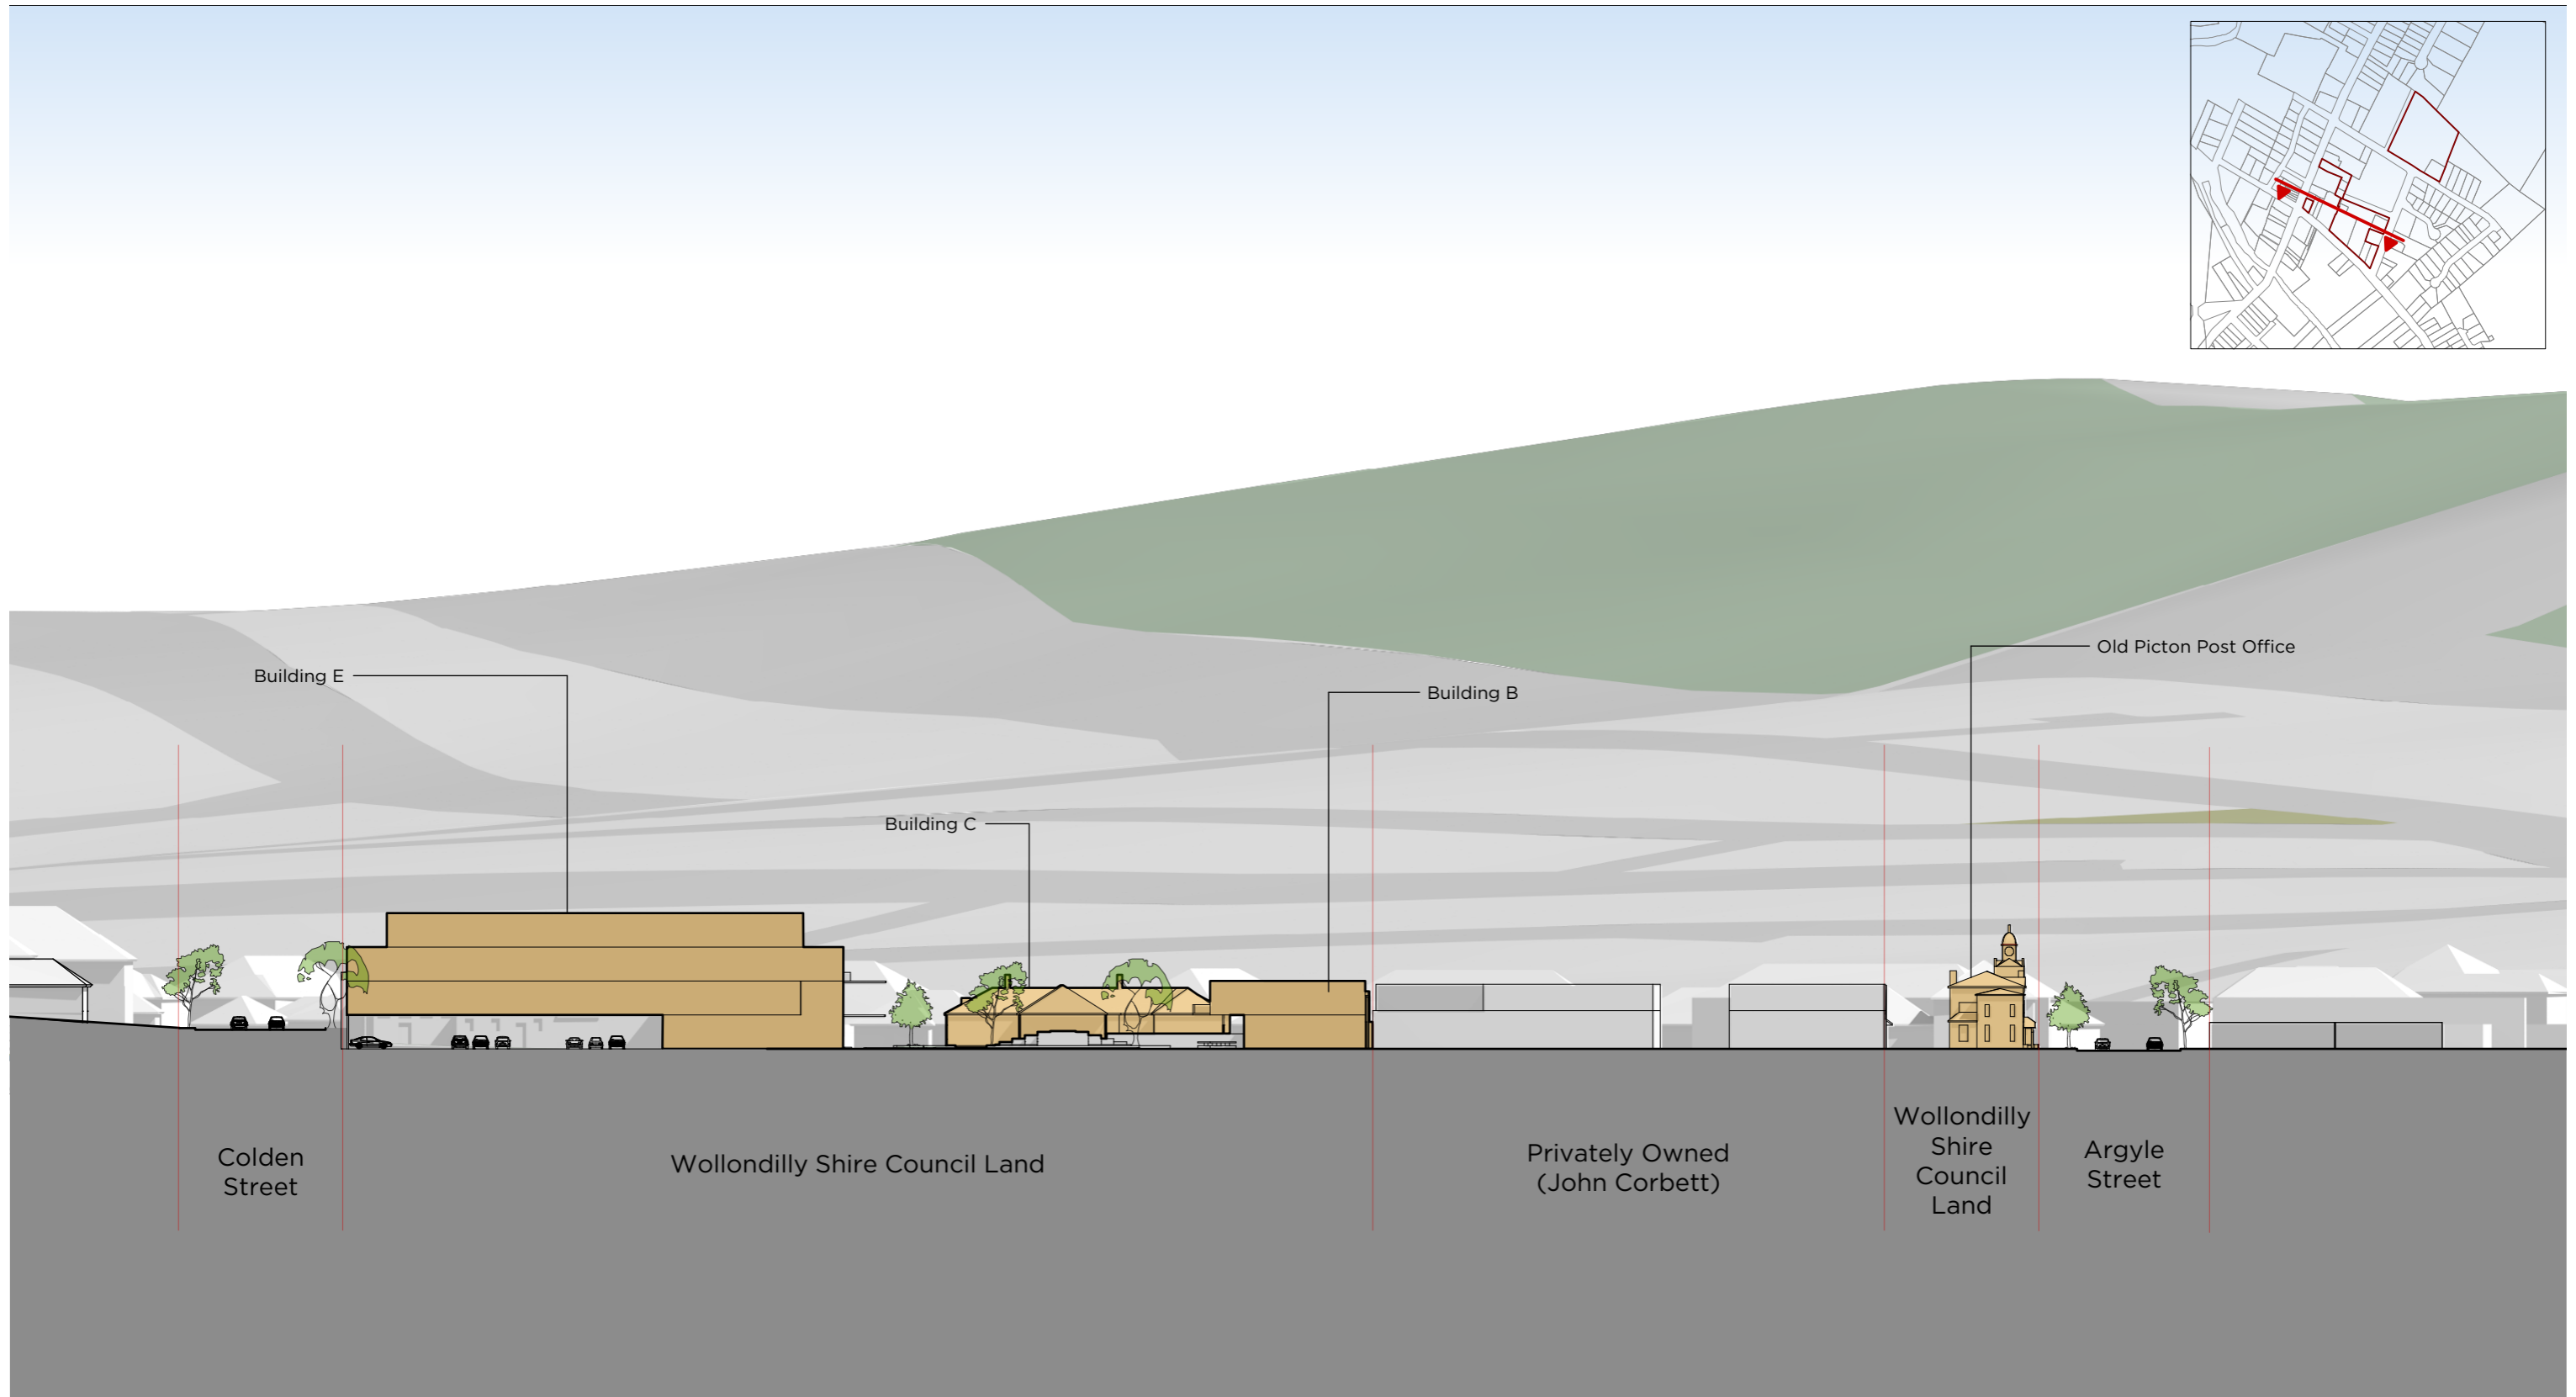 Old Picton Post Office
Building E
Building B
Building C
Colden
Street
Wollondilly Shire Council Land
Privately Owned
(John Corbett)
Wollondilly
Shire
Council
Land
Argyle
Street